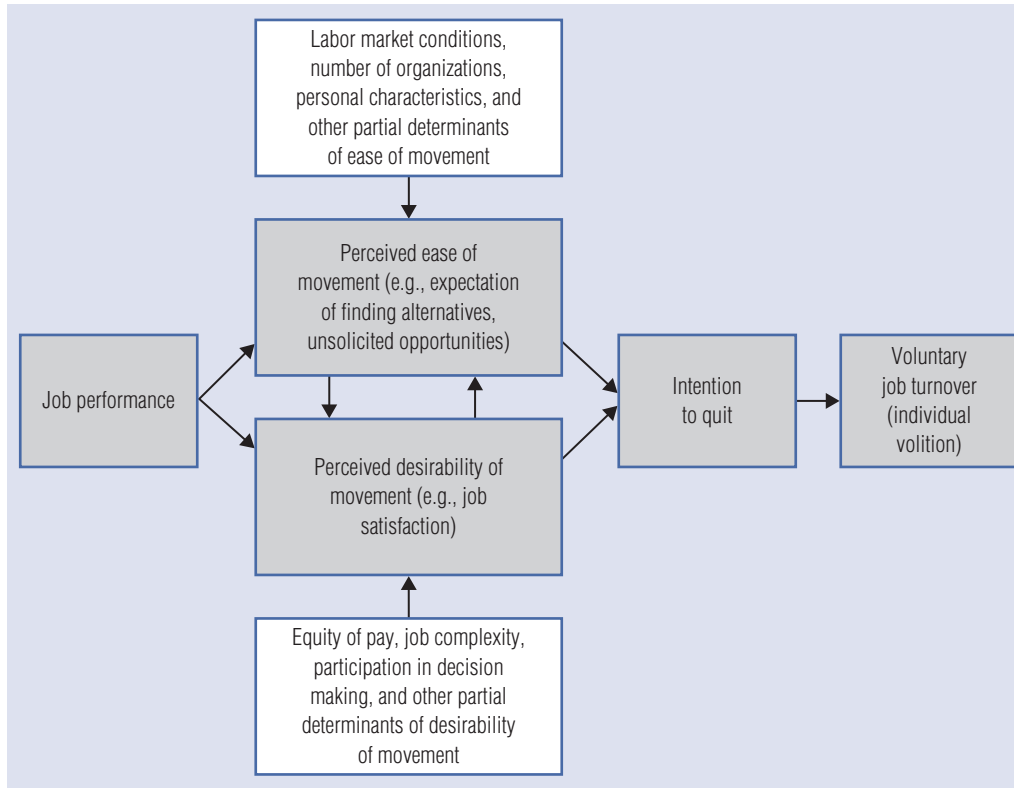 Labor market conditions,
number of organizations,
personal characteristics, and
other partial determinants
of ease of movement
Perceived ease of
movement (e.g., expectation
of finding alternatives,
unsolicited opportunities)
Job performance
Perceived desirability of
movement (e.g., job
satisfaction)
Intention
to quit
Voluntary
job turnover
(individual
volition)
Equity of pay, job complexity,
participation in decision
making, and other partial
determinants of desirability
of movement